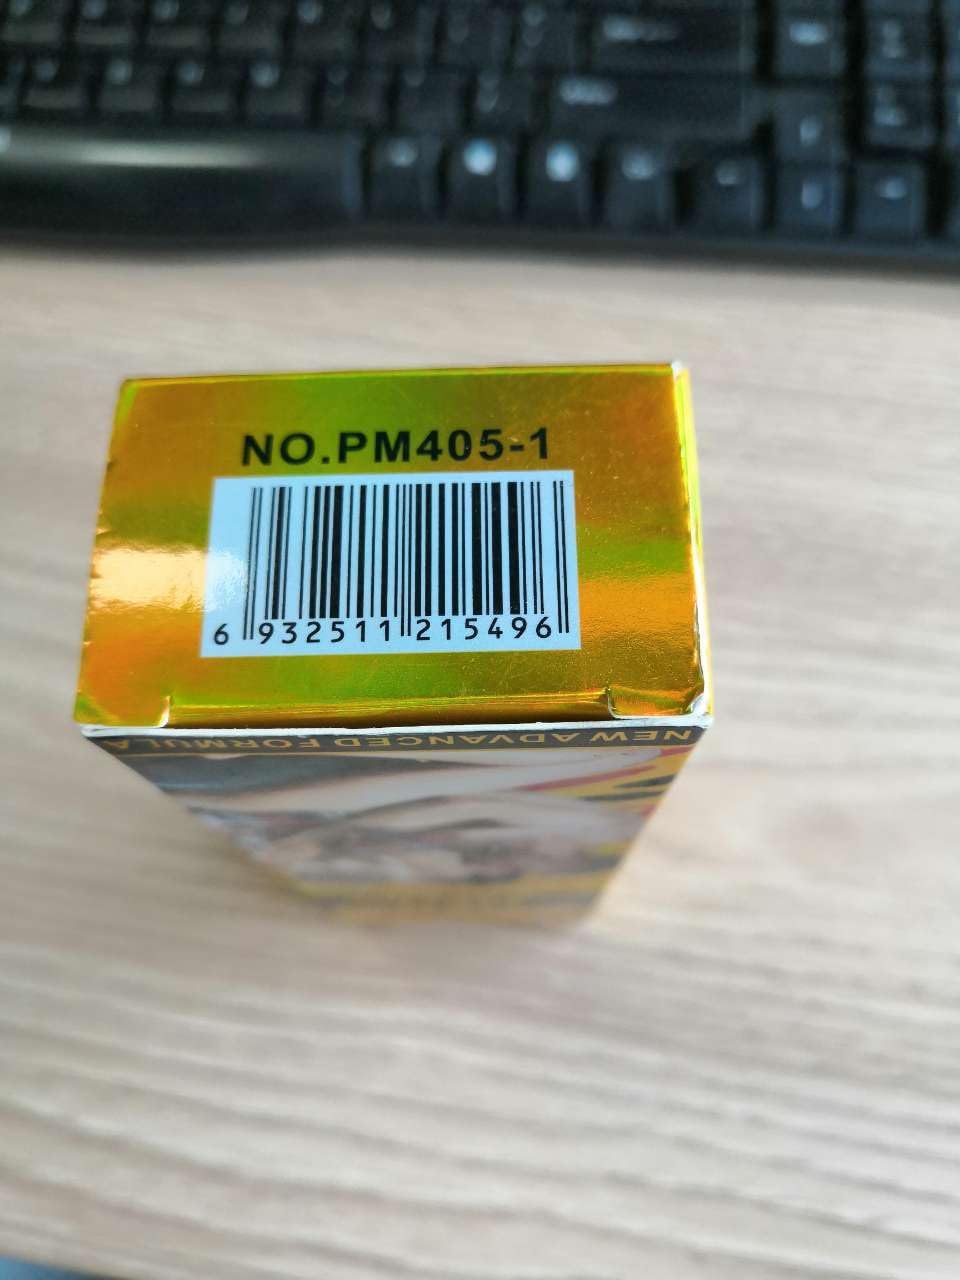 NO.PM405-1
6 932511 215496
NEW ADVANCED FORMULA